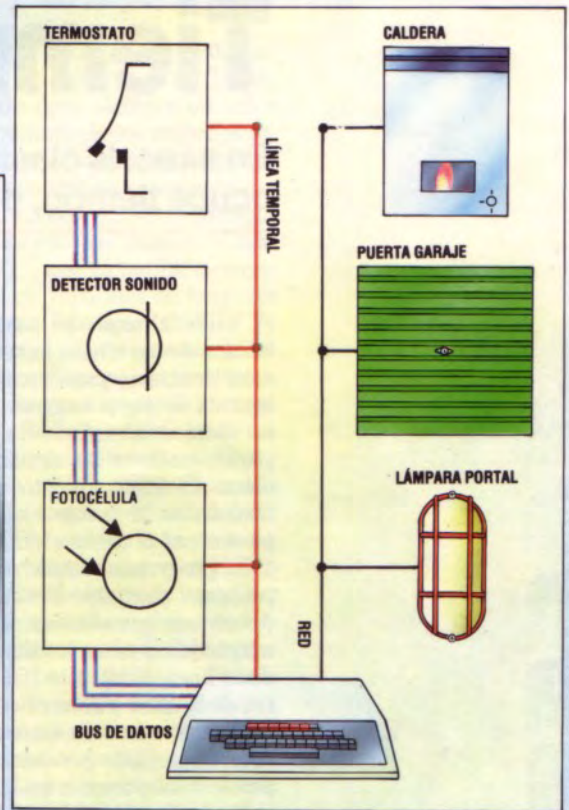 TERMOSTATO
CALDERA
LÍNEA TEMPORAL
PUERTA GARAJE
DETECTOR SONIDO
LÁMPARA PORTAL
FOTOCÉLULA
RED
BUS DE DATOS